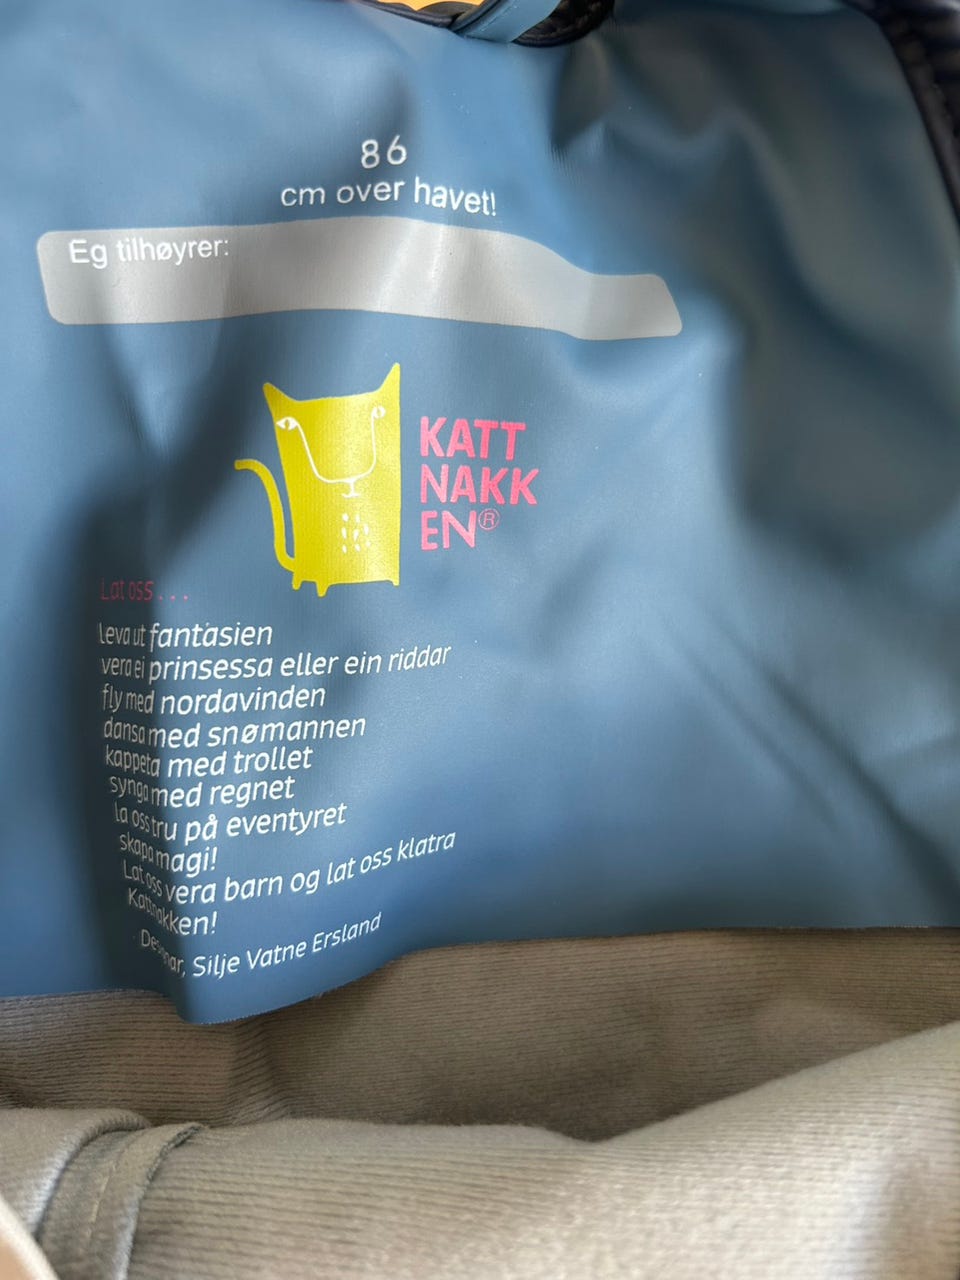 86
cm over havet!
Eg tilhøyrer:
KATT
NAKK
EN®
Lat oss...
leva ut fantasien
vera ei prinsessa eller ein riddar
fly med nordavinden
dansa med snømannen
kappeta med trollet
synga med regnet
la oss tru på eventyret
skapa magi!
Lat oss vera barn og lat oss klatra
Kattnakken!
Designar, Silje Vatne Ersland